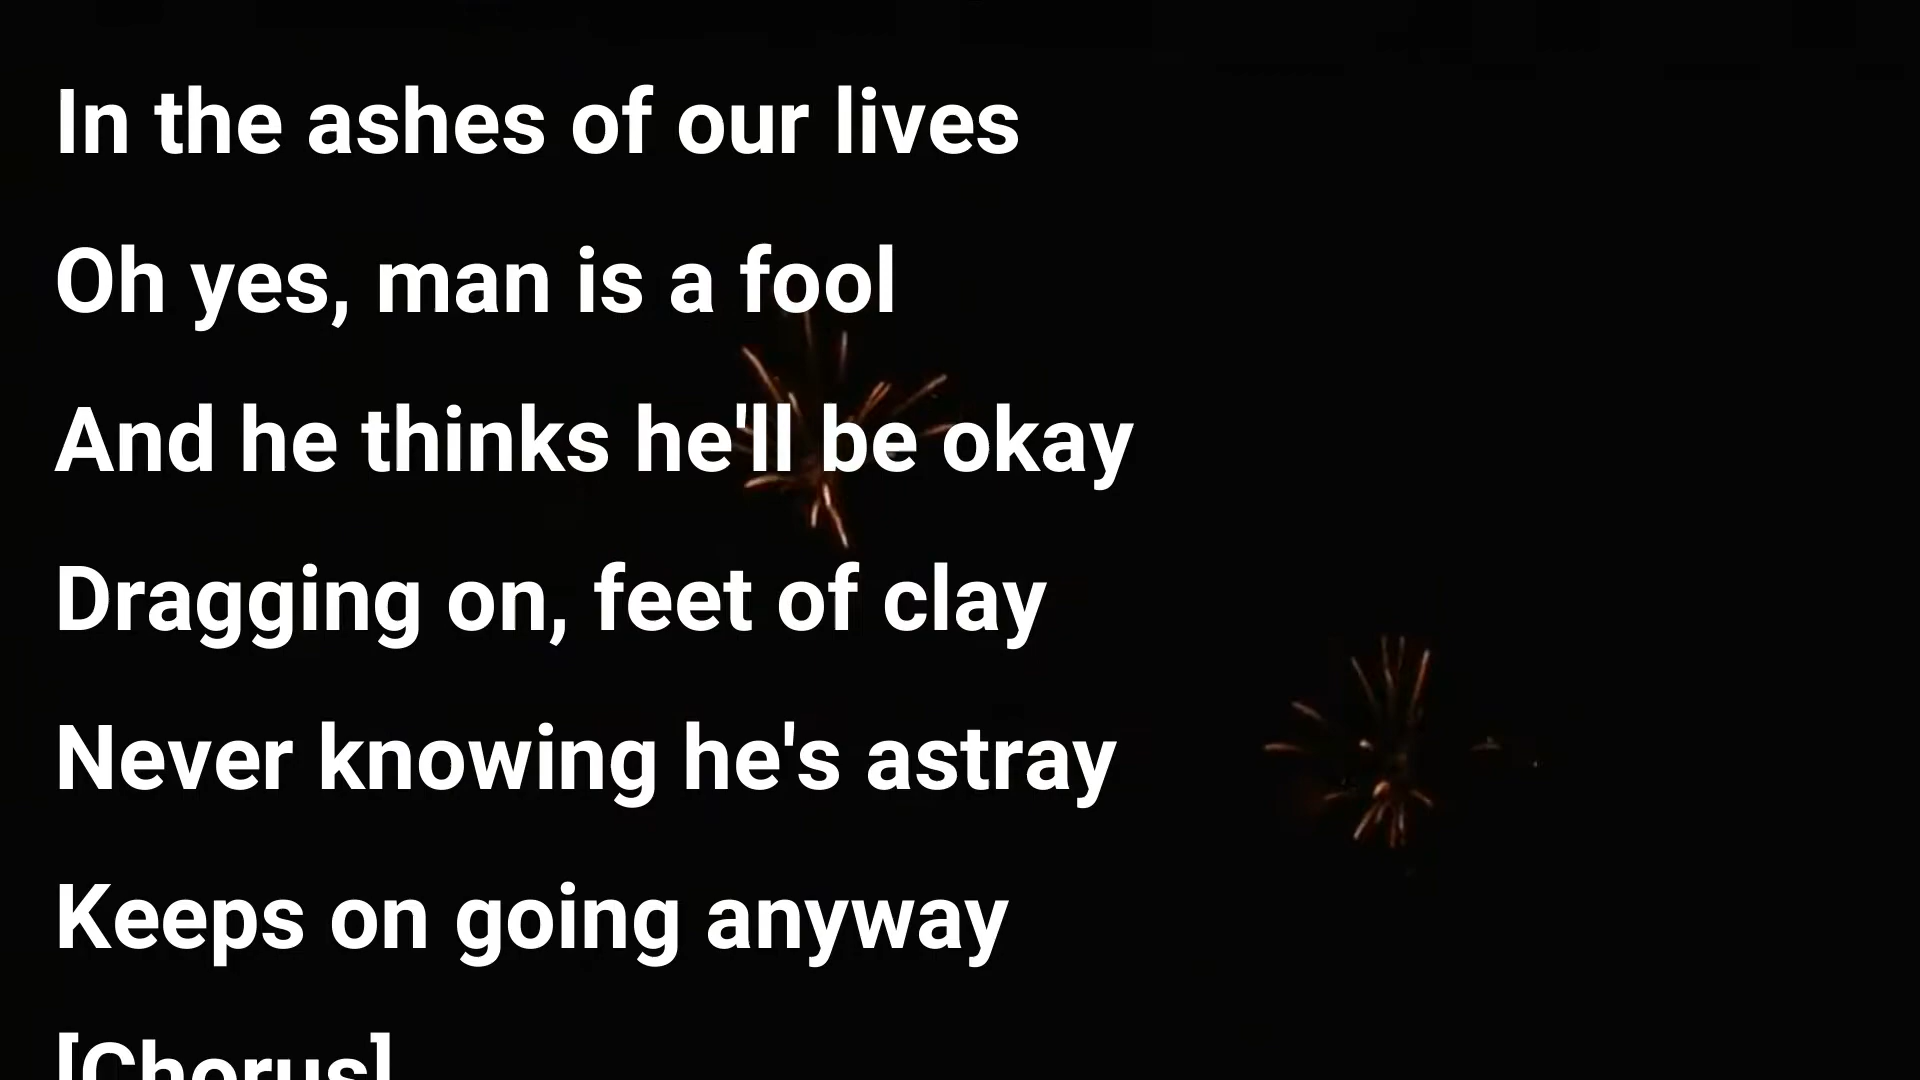 In the ashes of our lives
Oh yes, man is a fool
And he thinks he'll be okay
Dragging on, feet of clay
Never knowing he's astray
Keeps on going anyway
[Chorus]